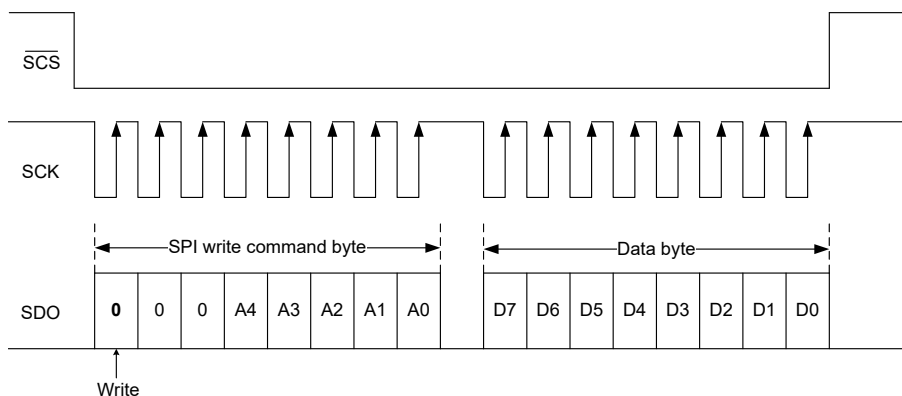 SCS
SCK
SPI write command byte Data byte
SDO 0 0 0 A4 A3 A2 A1 A0 D7 D6 D5 D4 D3 D2 D1 D0
Write